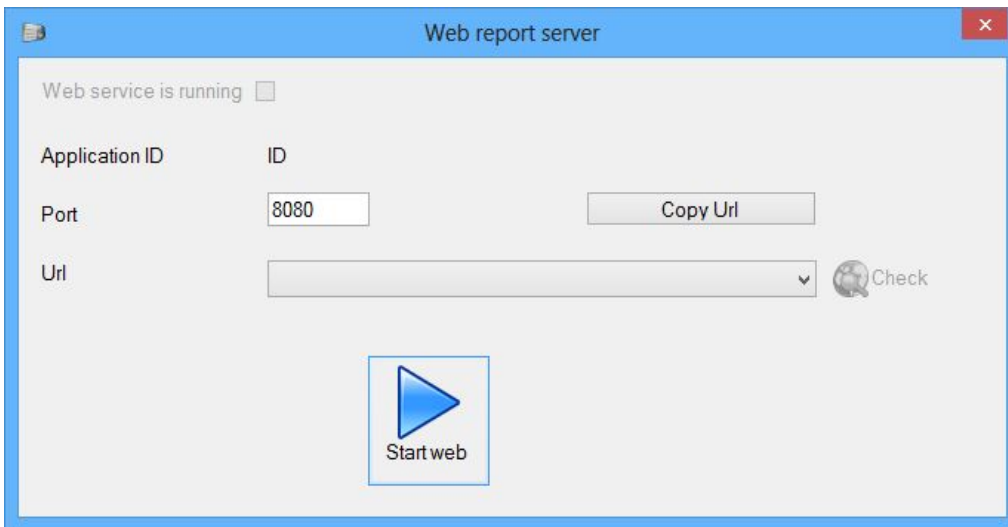 Web report server
Web service is running
Application ID ID
Port 8080 Copy Url
Url Check
Start web